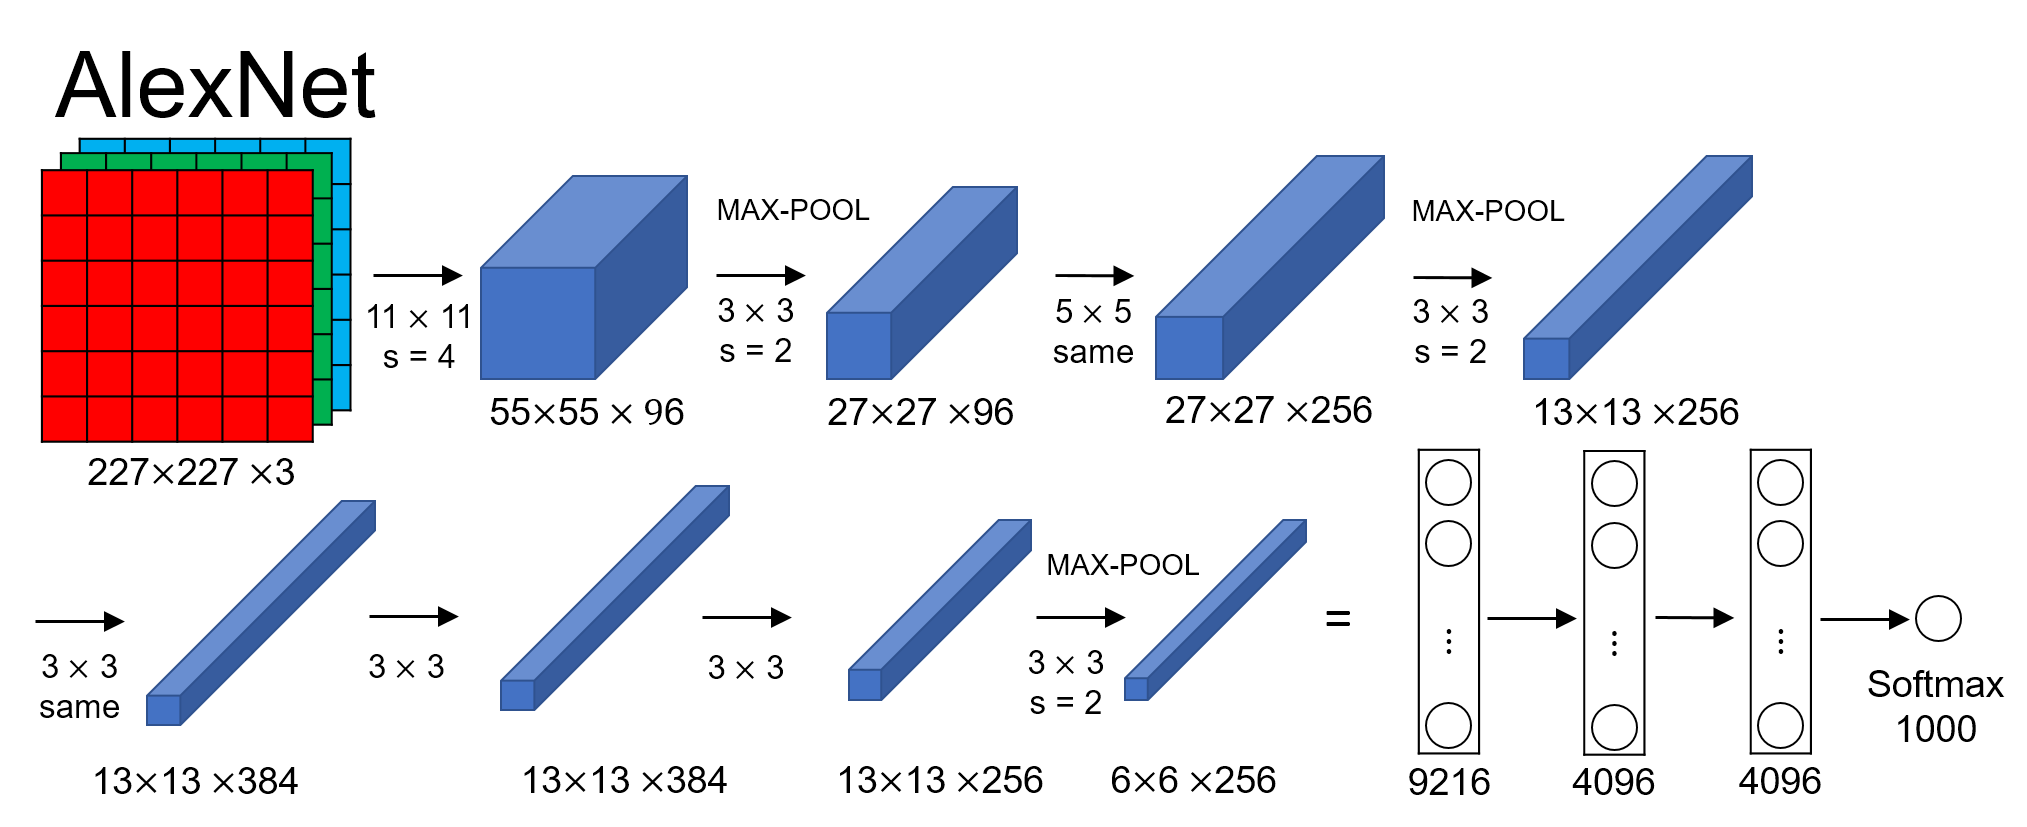 AlexNet
227×227 ×3
11 × 11
s = 4
55×55 × 96
MAX-POOL
3 × 3
s = 2
27×27 ×96
5 × 5
same
27×27 ×256
MAX-POOL
3 × 3
s = 2
13×13 ×256
3 × 3
same
13×13 ×384
3 × 3
13×13 ×384
3 × 3
13×13 ×256
MAX-POOL
3 × 3
s = 2
6×6 ×256
=
⋮
9216
⋮
4096
⋮
4096
Softmax
1000